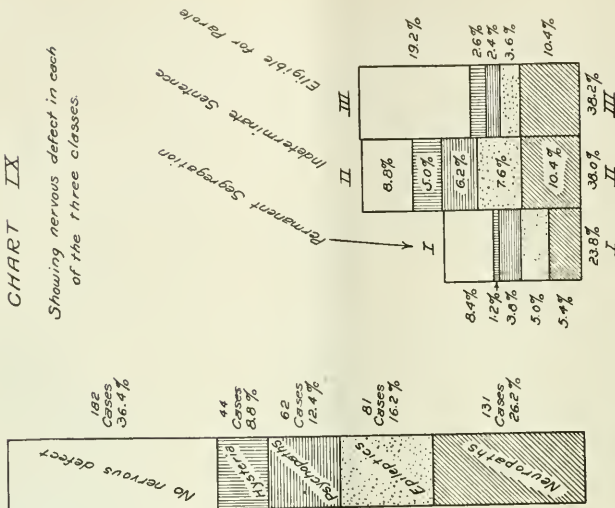 CHART IX
Showing nervous defect in each
of the three classes.
182
Cases
36.4%
44
Cases
8.8%
62
Cases
12.4%
81
Cases
16.2%
131
Cases
26.2%
No nervous defect
Hysteria
Psychopaths
Epileptics
Neuropaths
Permanent Segregation
Indeterminate Sentence
Eligible for Parole
I
II
III
8.4%
1.2%
3.8%
5.0%
5.4%
8.8%
5.0%
6.2%
7.6%
10.4%
19.2%
2.6%
2.4%
3.6%
10.4%
23.8%
38.0%
38.2%
I
II
III